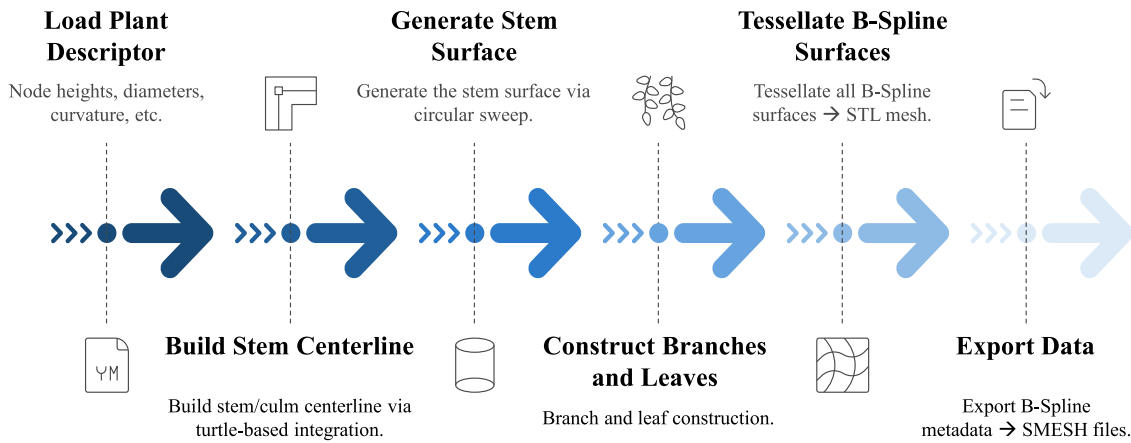 Load Plant
Descriptor
Node heights, diameters,
curvature, etc.
YM
Build Stem Centerline
Build stem/culm centerline via
turtle-based integration.
Generate Stem
Surface
Generate the stem surface via
circular sweep.
Construct Branches
and Leaves
Branch and leaf construction.
Tessellate B-Spline
Surfaces
Tessellate all B-Spline
surfaces → STL mesh.
Export Data
Export B-Spline
metadata → SMESH files.